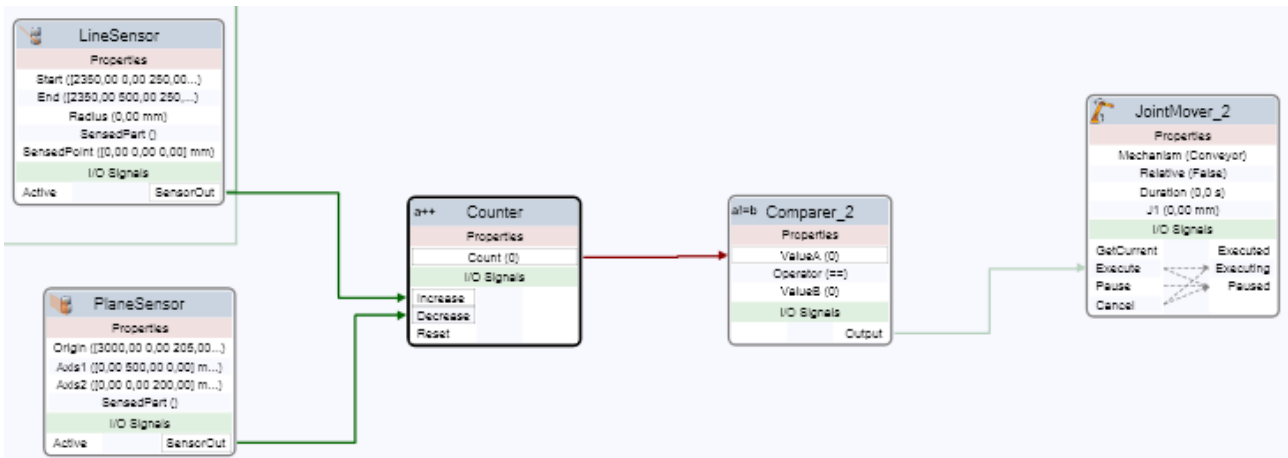 LineSensor
Properties
Start ([2350,00 0,00 250,00...)
End ([2350,00 500,00 250,...)
Radius (0,00 mm)
SensedPart ()
SensedPoint ([0,00 0,00 0,00] mm)
I/O Signals
Active SensorOut
PlaneSensor
Properties
Origin ([3000,00 0,00 205,00...)
Axis1 ([0,00 500,00 0,00] m...)
Axis2 ([0,00 0,00 200,00] m...)
SensedPart ()
I/O Signals
Active SensorOut
a++ Counter
Properties
Count (0)
I/O Signals
Increase
Decrease
Reset
a!=b Comparer_2
Properties
ValueA (0)
Operator (==)
ValueB (0)
I/O Signals
Output
JointMover_2
Properties
Mechanism (Conveyor)
Relative (False)
Duration (0,0 s)
J1 (0,00 mm)
I/O Signals
GetCurrent Executed
Execute Executing
Pause Paused
Cancel